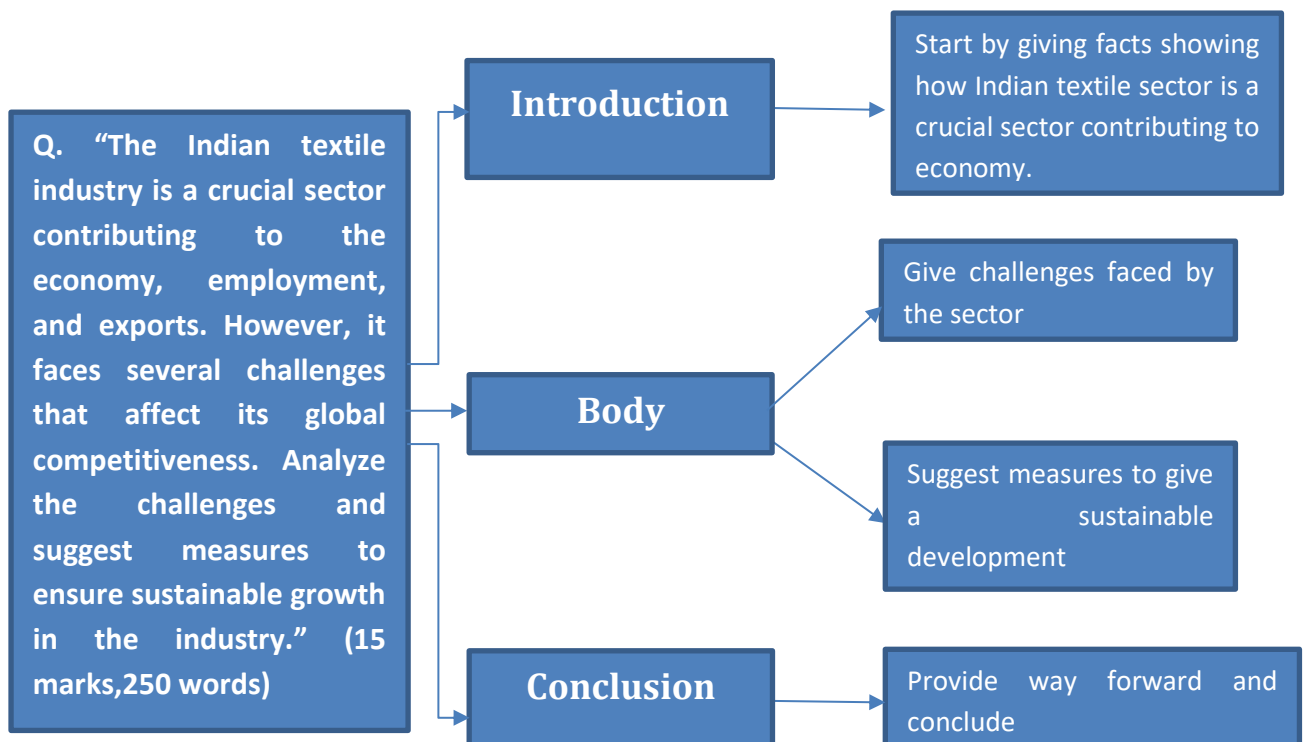 Q. “The Indian textile
industry is a crucial sector
contributing to the
economy, employment,
and exports. However, it
faces several challenges
that affect its global
competitiveness. Analyze
the challenges and
suggest measures to
ensure sustainable growth
in the industry.” (15
marks,250 words)
Introduction
Start by giving facts showing
how Indian textile sector is a
crucial sector contributing to
economy.
Body
Give challenges faced by
the sector
Suggest measures to give
a sustainable
development
Conclusion
Provide way forward and
conclude